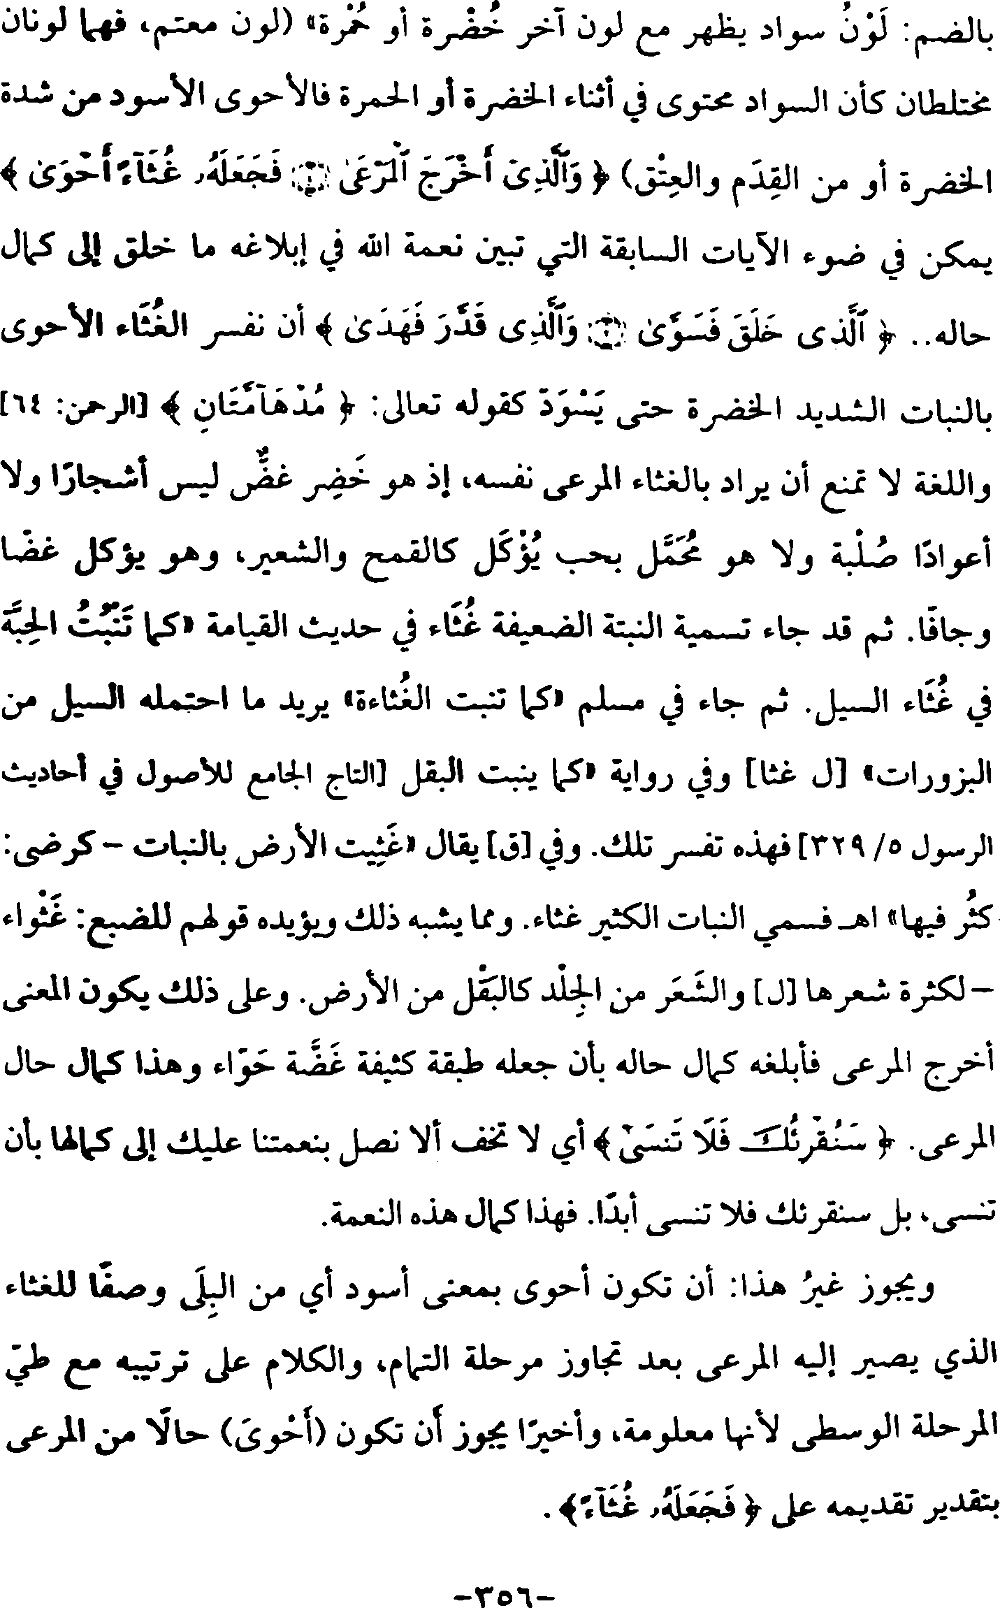 بالضم: لَوْنُ سواد يظهر مع لون آخر خُضْرة أو حُمْرة» (لون معتم، فهما لونان
مختلطان كأن السواد محتوى في أثناء الخضرة أو الحمرة فالأحوى الأسود من شدة
الخضرة أو من القِدَم والعِتْق) ﴿ وَٱلَّذِىٓ أَخْرَجَ ٱلْمَرْعَىٰ ۝ فَجَعَلَهُۥ غُثَآءً أَحْوَىٰ ﴾
يمكن في ضوء الآيات السابقة التي تبين نعمة الله في إبلاغه ما خلق إلى كمال
حاله.. ﴿ ٱلَّذِى خَلَقَ فَسَوَّىٰ ۝ وَٱلَّذِى قَدَّرَ فَهَدَىٰ ﴾ أن نفسر الغُثَاء الأحوى
بالنبات الشديد الخضرة حتى يَسْوَدّ كقوله تعالى: ﴿ مُدْهَآمَّتَانِ ﴾ [الرحمن: ٦٤]
واللغة لا تمنع أن يراد بالغثاء المرعى نفسه، إذ هو خَضِر غضٌّ ليس أشجارًا ولا
أعوادًا صُلْبة ولا هو مُحَمَّل بحب يُؤْكَل كالقمح والشعير، وهو يؤكل غضًا
وجافًا. ثم قد جاء تسمية النبتة الضعيفة غُثَاء في حديث القيامة «كما تَنْبُتُ الحِبَّة
في غُثَاء السيل. ثم جاء في مسلم «كما تنبت الغُثاءة» يريد ما احتمله السيل من
البزورات» [ل غثا] وفي رواية «كما ينبت البقل [التاج الجامع للأصول في أحاديث
الرسول ٥/ ٣٢٩] فهذه تفسر تلك. وفي [ق] يقال «غَثِيت الأرض بالنبات – كرضى:
كثُر فيها» اهـ فسمي النبات الكثير غثاء. ومما يشبه ذلك ويؤيده قولهم للضبع: غَثْواء
– لكثرة شعرها [ل] والشَعَر من الجِلْد كالبَقْل من الأرض. وعلى ذلك يكون المعنى
أخرج المرعى فأبلغه كمال حاله بأن جعله طبقة كثيفة غَضَّة حَوّاء وهذا كمال حال
المرعى. ﴿ سَنُقْرِئُكَ فَلَا تَنسَىٰٓ ﴾ أي لا تخف ألا نصل بنعمتنا عليك إلى كمالها بأن
تنسى، بل سنقرئك فلا تنسى أبدًا. فهذا كمال هذه النعمة.
ويجوز غيرُ هذا: أن تكون أحوى بمعنى أسود أي من البِلَى وصفًا للغثاء
الذي يصير إليه المرعى بعد تجاوز مرحلة التمام، والكلام على ترتيبه مع طيّ
المرحلة الوسطى لأنها معلومة، وأخيرًا يجوز أن تكون (أَحْوىَ) حالًا من المرعى
بتقدير تقديمه على ﴿ فَجَعَلَهُۥ غُثَآءً﴾ .
-٣٥٦-